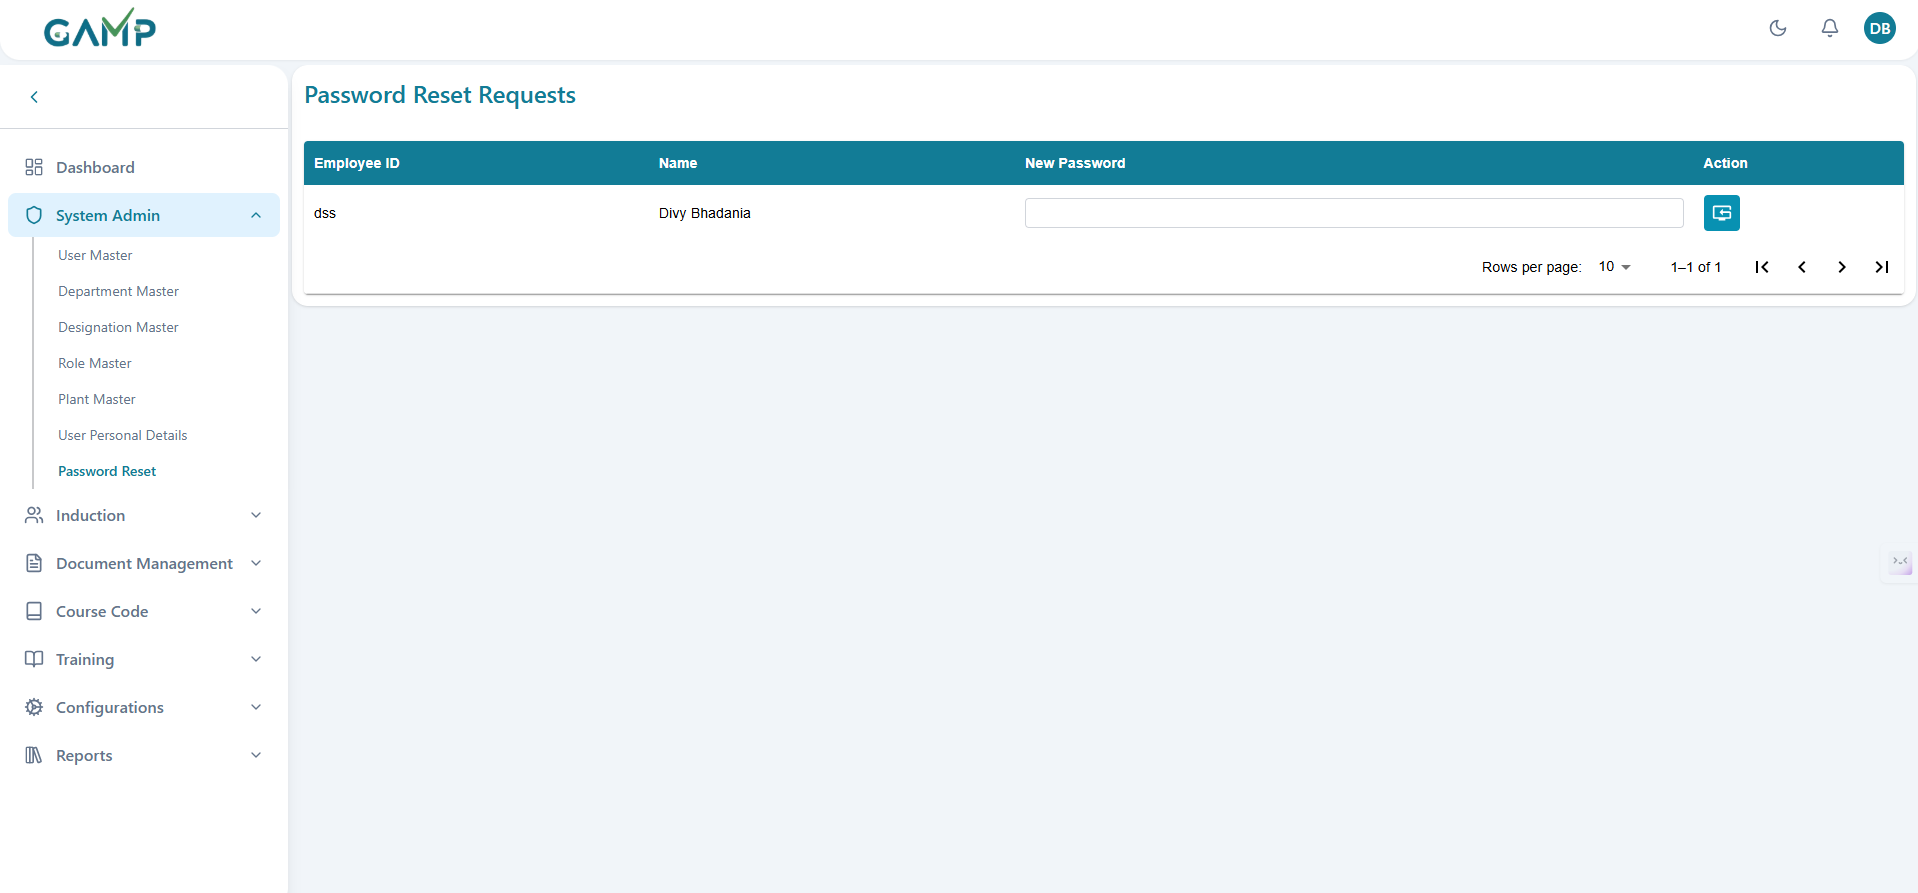 GAMP
DB
Password Reset Requests
Dashboard
System Admin
User Master
Department Master
Designation Master
Role Master
Plant Master
User Personal Details
Password Reset
Induction
Document Management
Course Code
Training
Configurations
Reports
Employee ID Name New Password Action
dss Divy Bhadania
Rows per page: 10 1–1 of 1